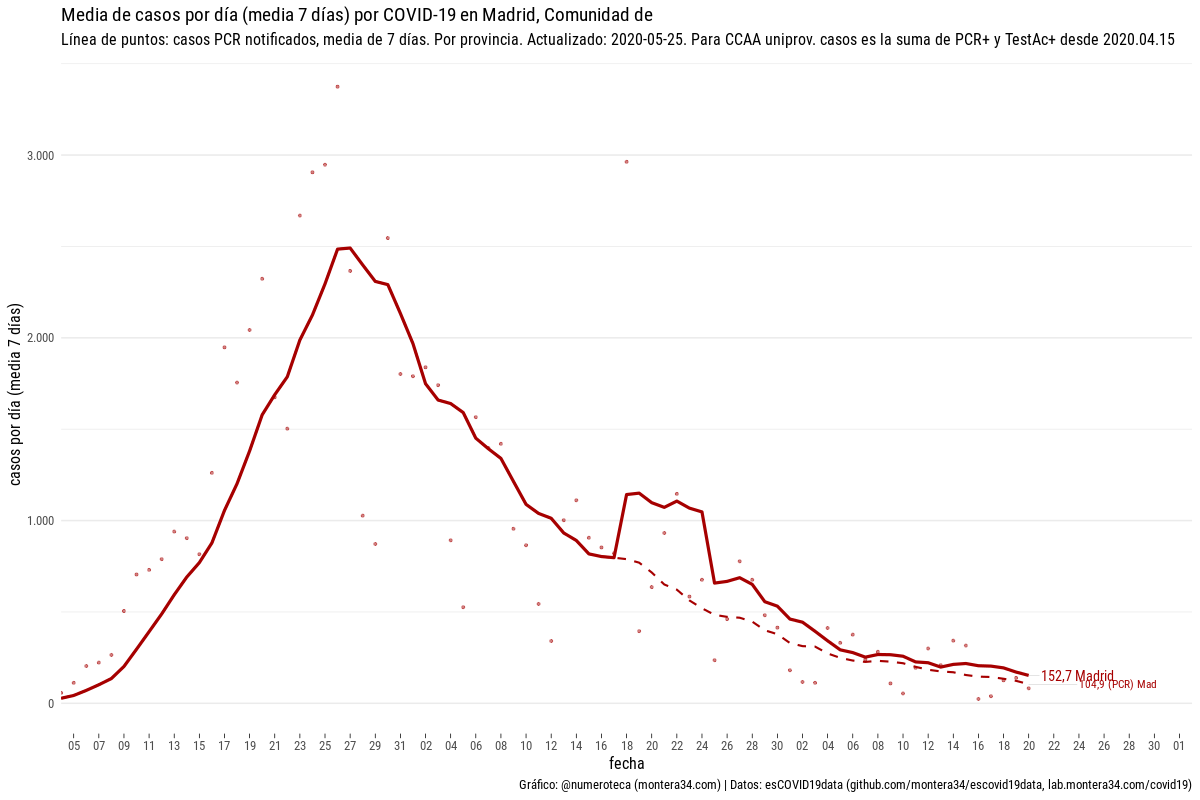 Media de casos por día (media 7 días) por COVID-19 en Madrid, Comunidad de
Línea de puntos: casos PCR notificados, media de 7 días. Por provincia. Actualizado: 2020-05-25. Para CCAA uniprov. casos es la suma de PCR+ y TestAc+ desde 2020.04.15
casos por día (media 7 días)
3.000
2.000
1.000
0
152,7 Madrid
104,9 (PCR) Mad
05 07 09 11 13 15 17 19 21 23 25 27 29 31 02 04 06 08 10 12 14 16 18 20 22 24 26 28 30 02 04 06 08 10 12 14 16 18 20 22 24 26 28 30 01
fecha
Gráfico: @numeroteca (montera34.com) | Datos: esCOVID19data (github.com/montera34/escovid19data, lab.montera34.com/covid19)